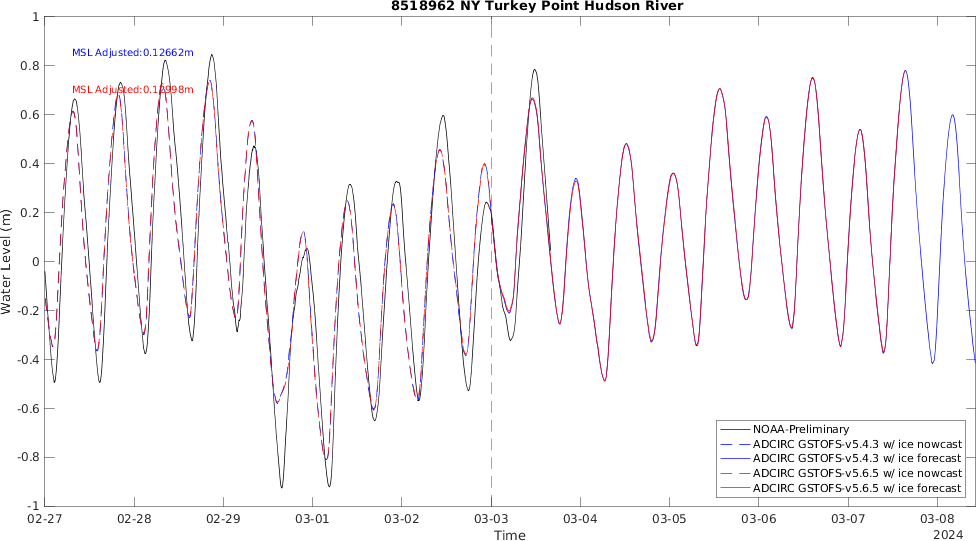 8518962 NY Turkey Point Hudson River
MSL Adjusted:0.12662m
MSL Adjusted:0.12998m
Water Level (m)
1
0.8
0.6
0.4
0.2
0
-0.2
-0.4
-0.6
-0.8
-1
NOAA-Preliminary
ADCIRC GSTOFS-v5.4.3 w/ ice nowcast
ADCIRC GSTOFS-v5.4.3 w/ ice forecast
ADCIRC GSTOFS-v5.6.5 w/ ice nowcast
ADCIRC GSTOFS-v5.6.5 w/ ice forecast
02-27 02-28 02-29 03-01 03-02 03-03 03-04 03-05 03-06 03-07 03-08
Time
2024